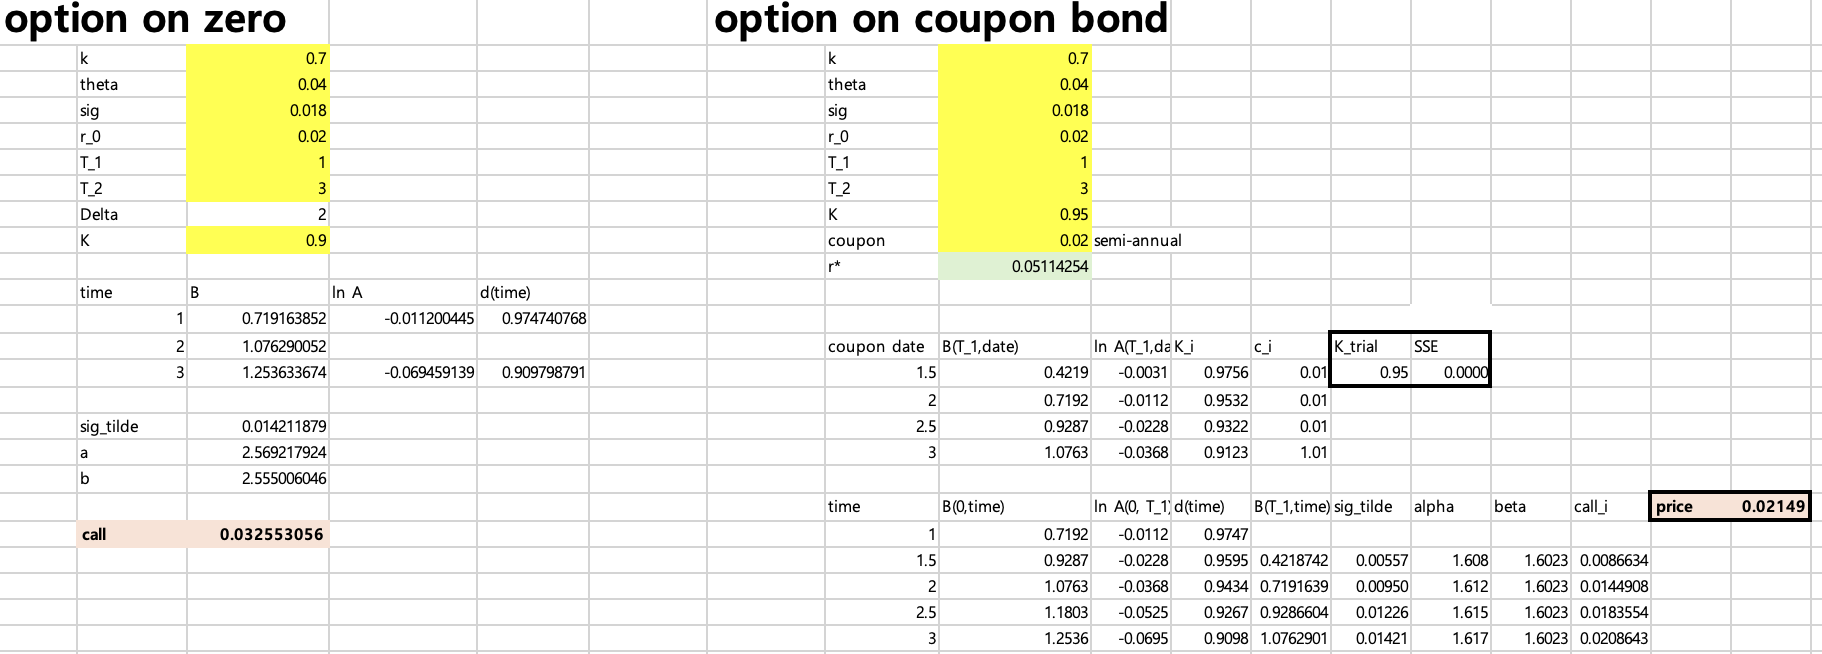 option on zero
option on coupon bond
k 0.7
theta 0.04
sig 0.018
r_0 0.02
T_1 1
T_2 3
Delta 2
K 0.9
time B ln A d(time)
1 0.719163852 -0.011200445 0.974740768
2 1.076290052
3 1.253633674 -0.069459139 0.909798791
sig_tilde 0.014211879
a 2.569217924
b 2.555006046
call 0.032553056
k 0.7
theta 0.04
sig 0.018
r_0 0.02
T_1 1
T_2 3
K 0.95
coupon 0.02 semi-annual
r* 0.05114254
coupon date B(T_1,date) ln A(T_1,da K_i c_i K_trial SSE
1.5 0.4219 -0.0031 0.9756 0.01 0.95 0.0000
2 0.7192 -0.0112 0.9532 0.01
2.5 0.9287 -0.0228 0.9322 0.01
3 1.0763 -0.0368 0.9123 1.01
time B(0,time) ln A(0, T_1) d(time) B(T_1,time) sig_tilde alpha beta call_i price 0.02149
1 0.7192 -0.0112 0.9747
1.5 0.9287 -0.0228 0.9595 0.4218742 0.00557 1.608 1.6023 0.0086634
2 1.0763 -0.0368 0.9434 0.7191639 0.00950 1.612 1.6023 0.0144908
2.5 1.1803 -0.0525 0.9267 0.9286604 0.01226 1.615 1.6023 0.0183554
3 1.2536 -0.0695 0.9098 1.0762901 0.01421 1.617 1.6023 0.0208643